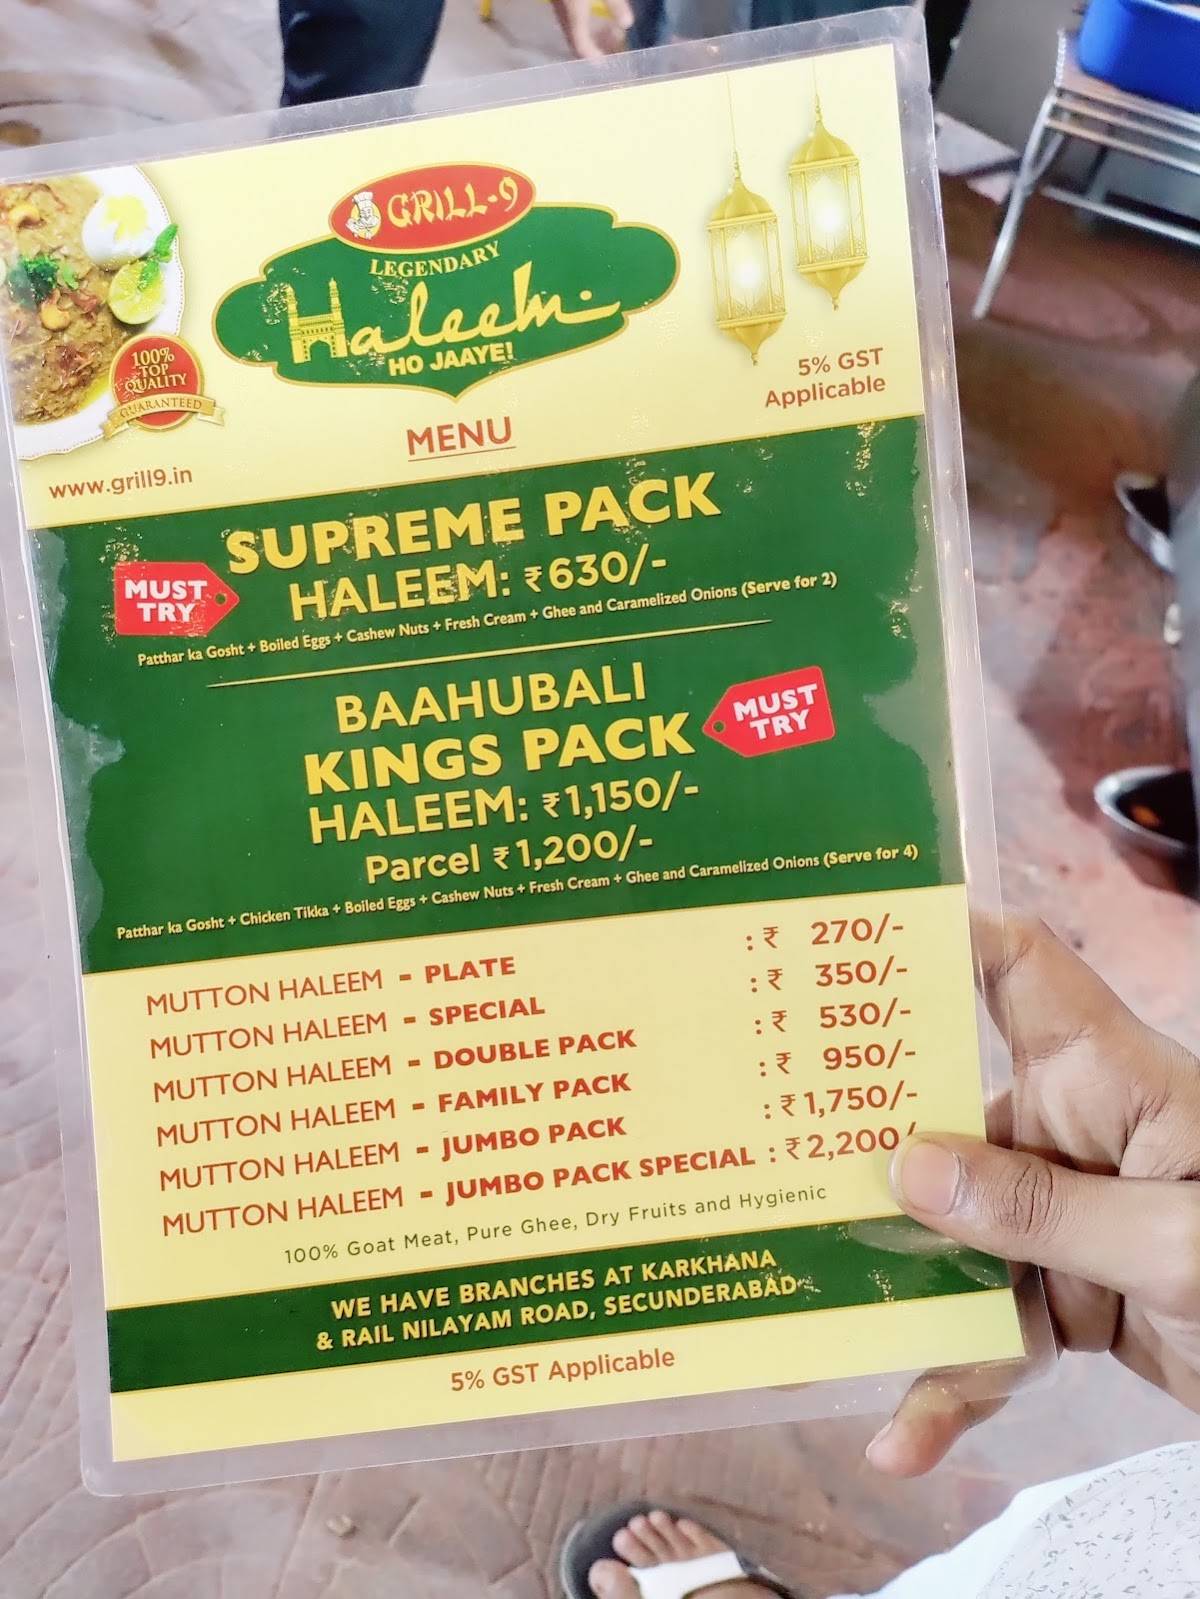 GRILL-9
LEGENDARY
Haleem
HO JAAYE!
100%
TOP
QUALITY
GUARANTEED
5% GST
Applicable
www.grill9.in
MENU
SUPREME PACK
HALEEM: ₹630/-
MUST
TRY
Patthar ka Gosht + Boiled Eggs + Cashew Nuts + Fresh Cream + Ghee and Caramelized Onions (Serve for 2)
BAAHUBALI
KINGS PACK
MUST
TRY
HALEEM: ₹1,150/-
Parcel ₹1,200/-
Patthar ka Gosht + Chicken Tikka + Boiled Eggs + Cashew Nuts + Fresh Cream + Ghee and Caramelized Onions (Serve for 4)
MUTTON HALEEM - PLATE : ₹ 270/-
MUTTON HALEEM - SPECIAL : ₹ 350/-
MUTTON HALEEM - DOUBLE PACK : ₹ 530/-
MUTTON HALEEM - FAMILY PACK : ₹ 950/-
MUTTON HALEEM - JUMBO PACK : ₹1,750/-
MUTTON HALEEM - JUMBO PACK SPECIAL : ₹2,200/
100% Goat Meat, Pure Ghee, Dry Fruits and Hygienic
WE HAVE BRANCHES AT KARKHANA
& RAIL NILAYAM ROAD, SECUNDERABAD
5% GST Applicable